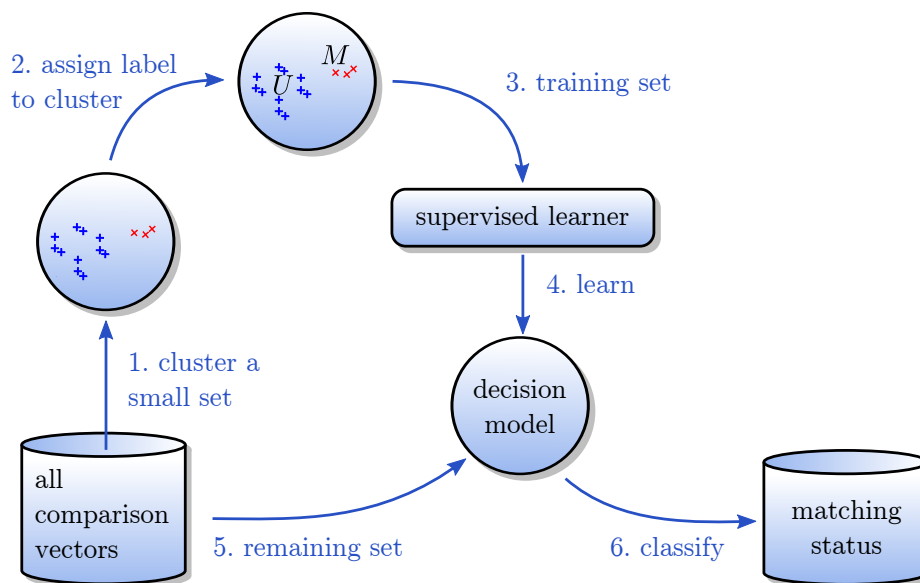 2. assign label
to cluster
M
U
3. training set
supervised learner
4. learn
1. cluster a
small set
decision
model
all
comparison
vectors
5. remaining set
6. classify
matching
status